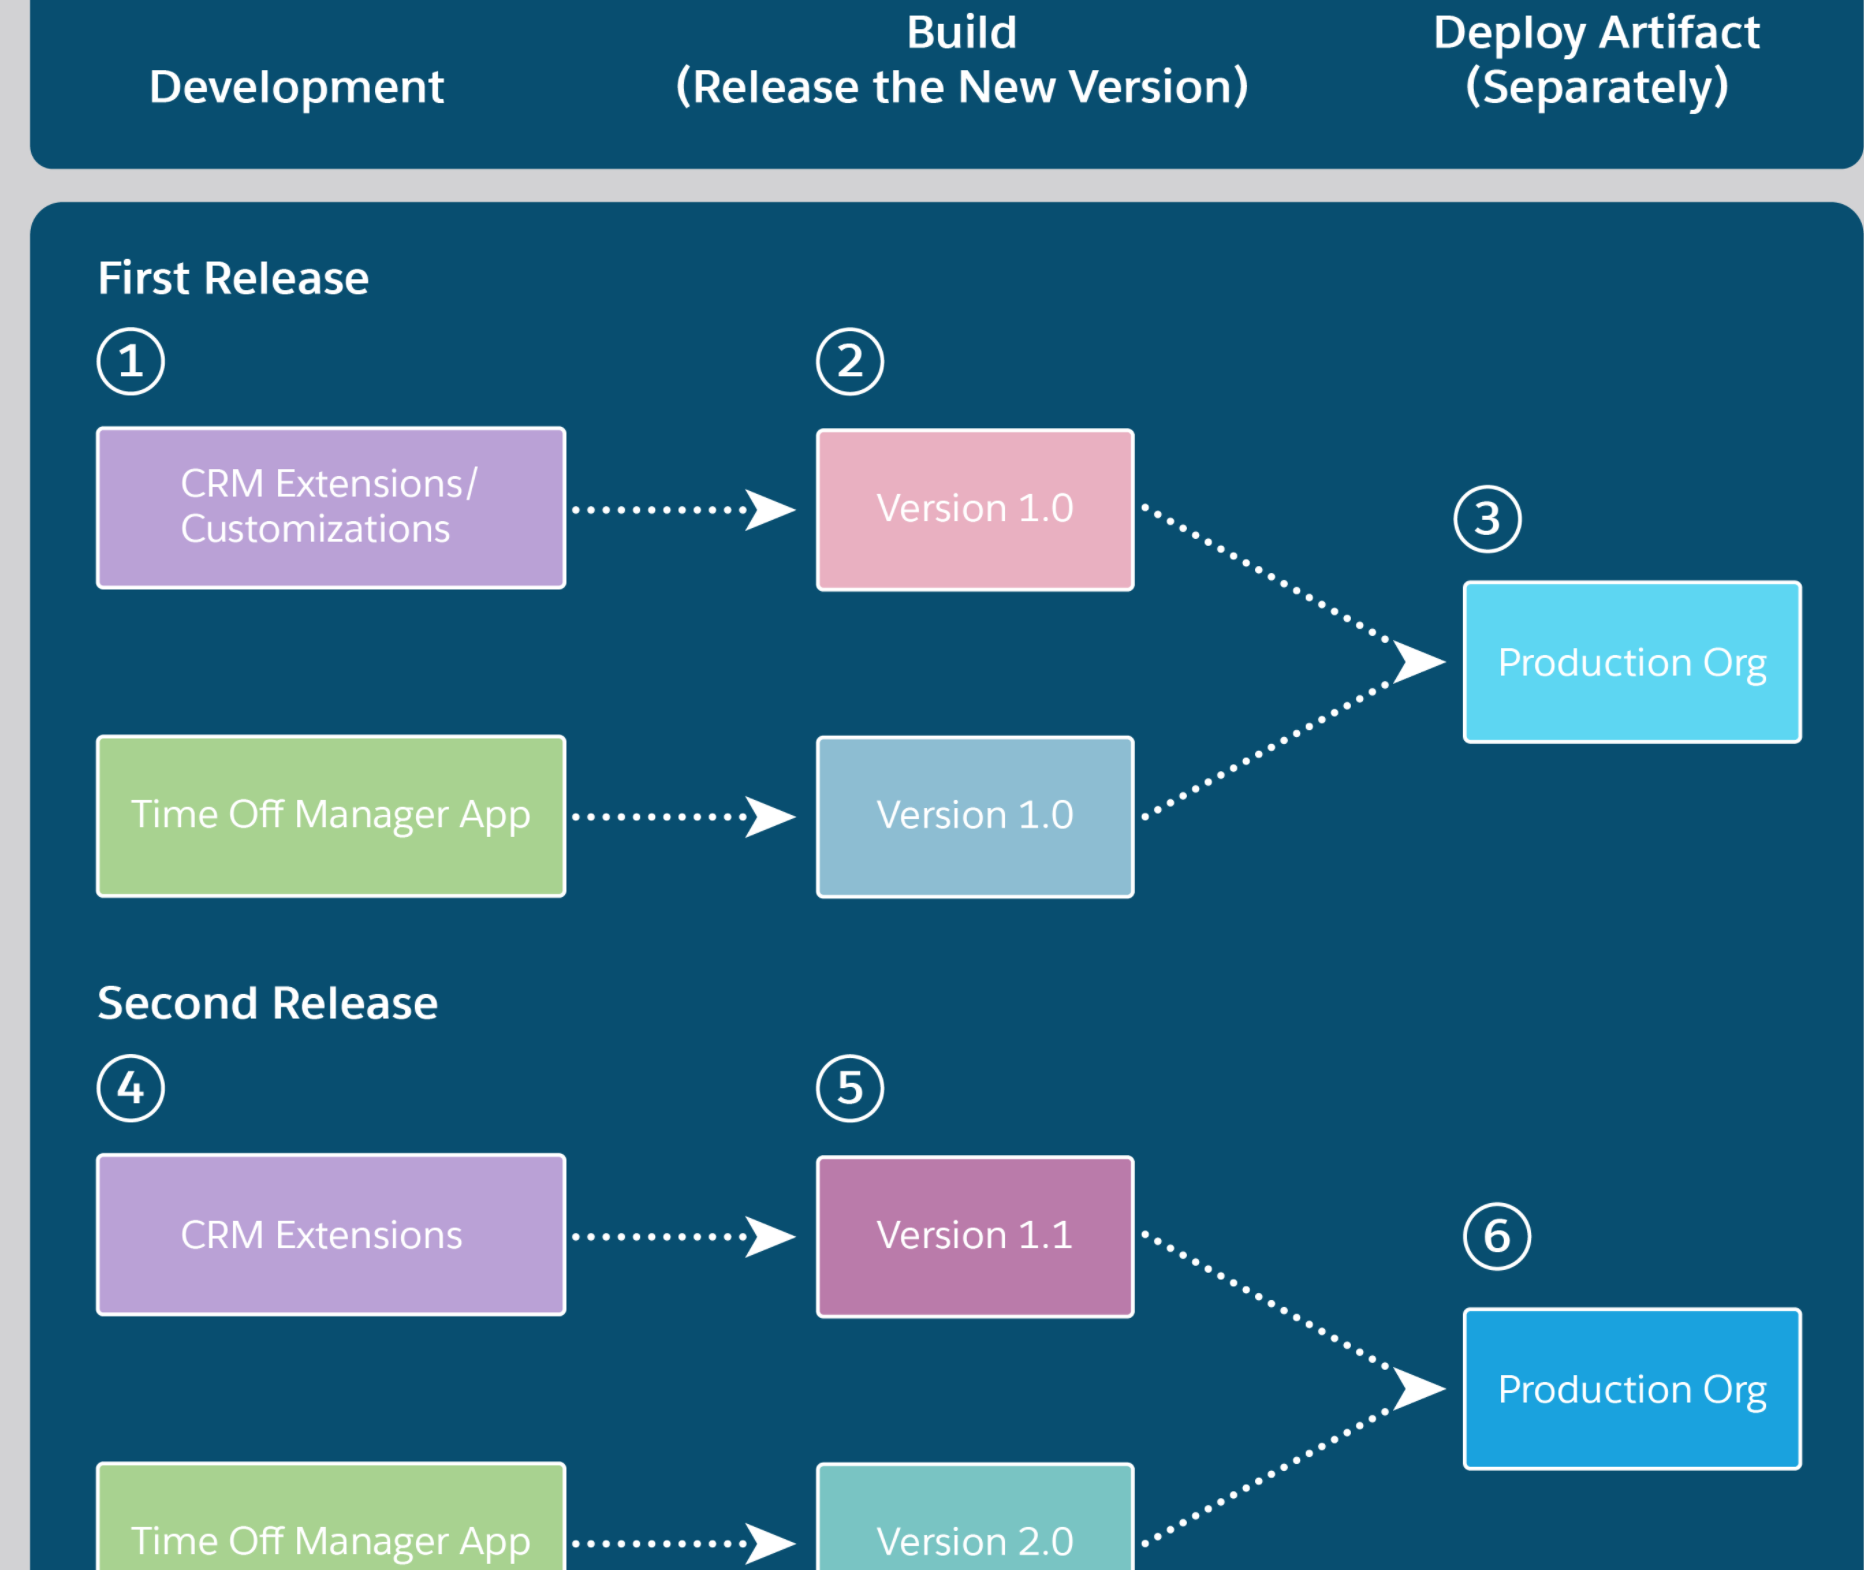 Development
Build
(Release the New Version)
Deploy Artifact
(Separately)
First Release
1
2
CRM Extensions/
Customizations
Version 1.0
3
Production Org
Time Off Manager App
Version 1.0
Second Release
4
5
CRM Extensions
Version 1.1
6
Production Org
Time Off Manager App
Version 2.0